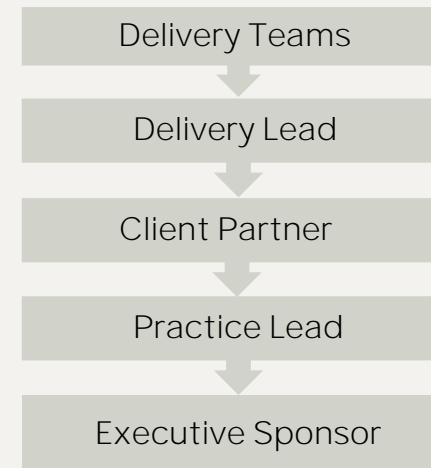 Delivery Teams
Delivery Lead
Client Partner
Practice Lead
Executive Sponsor